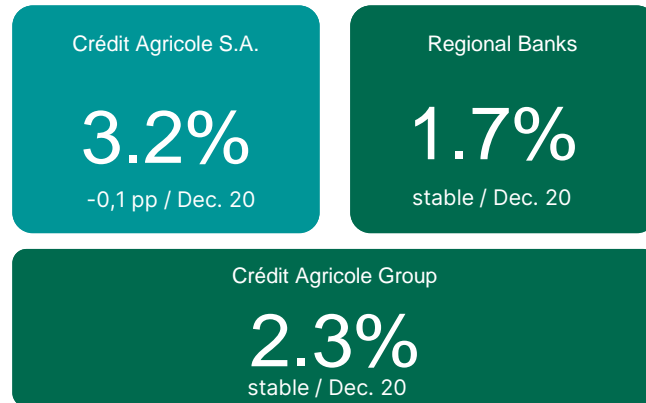 Crédit Agricole S.A.
3.2%
-0,1 pp / Dec. 20
Regional Banks
1.7%
stable / Dec. 20
Crédit Agricole Group
2.3%
stable / Dec. 20